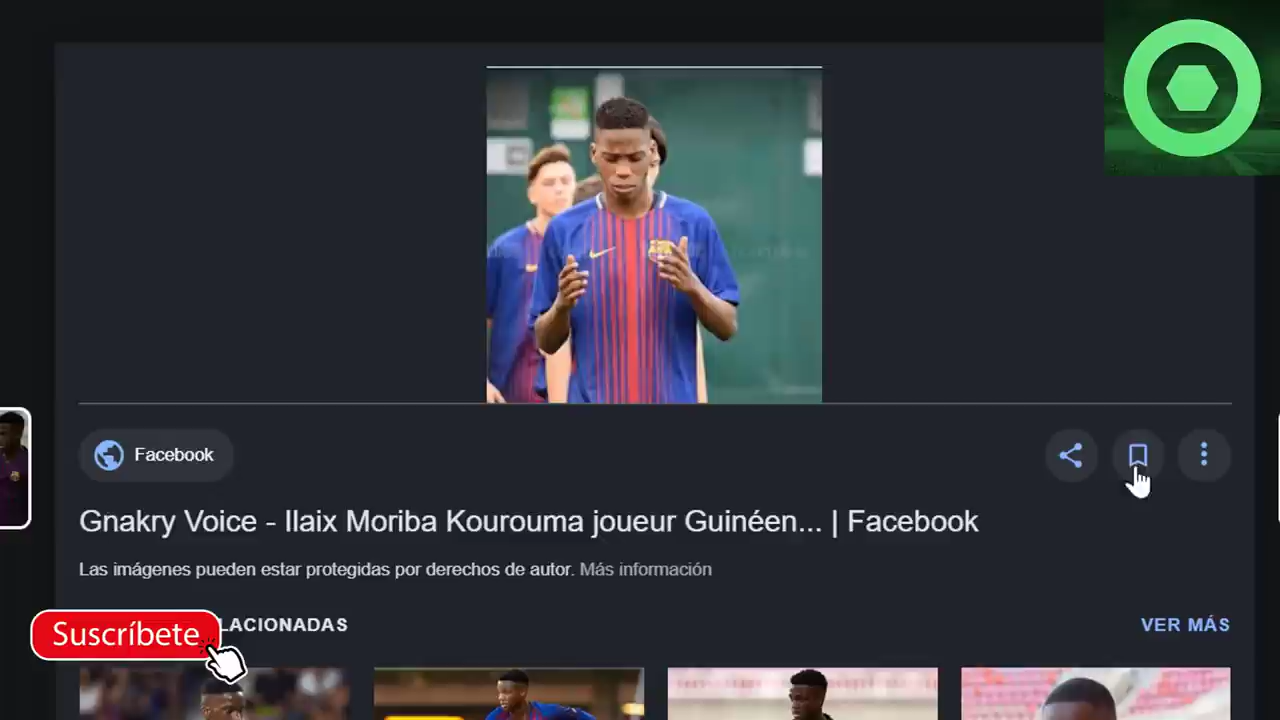 Facebook
Gnakry Voice - Ilaix Moriba Kourouma joueur Guinéen... | Facebook
Las imágenes pueden estar protegidas por derechos de autor. Más información
LACIONADAS
VER MÁS
Suscríbete